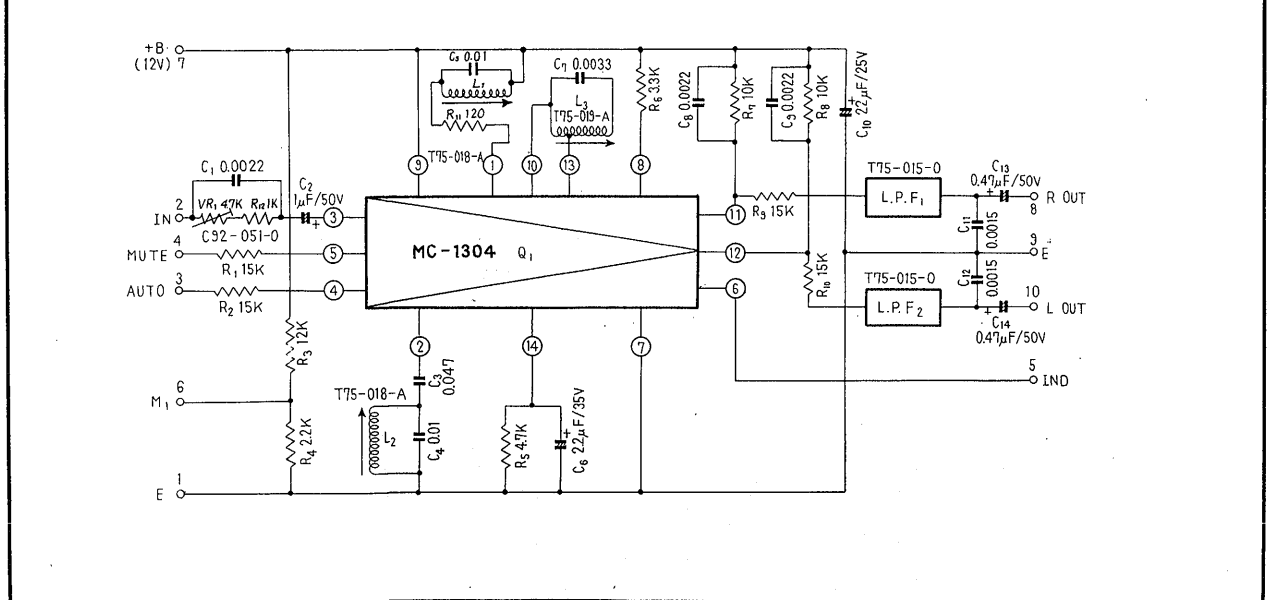 +B 7
(12V)
C5 0.01
L1
R11 120
T75-018-A
C7 0.0033
L3
T75-019-A
R6 3.3K
C8 0.0022
R7 10K
C9 0.0022
R8 10K
C10 22μF/25V
+
9
1
10
13
8
C1 0.0022
2
IN
VR1 4.7K
R12 1K
C92-051-0
C2
1μF/50V
+
3
4
MUTE
R1 15K
5
3
AUTO
R2 15K
4
MC-1304 Q1
11
12
6
R9 15K
R10 15K
T75-015-0
L.P.F1
C13
0.47μF/50V
+
R OUT
8
C11
0.0015
9
E
T75-015-0
L.P.F2
C12
0.0015
10
L OUT
+
C14
0.47μF/50V
5
IND
2
14
7
R3 12K
C3
0.047
T75-018-A
L2
C4 0.01
6
M1
R4 2.2K
R5 4.7K
+
C6 2.2μF/35V
1
E